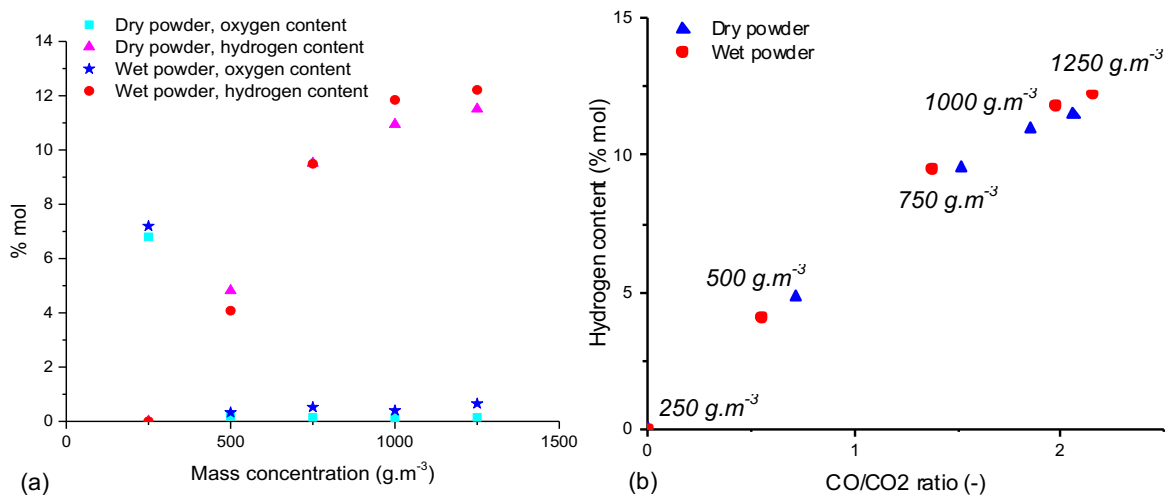 Dry powder, oxygen content
Dry powder, hydrogen content
Wet powder, oxygen content
Wet powder, hydrogen content
14
12
10
8
6
4
2
0
% mol
0
500
1000
1500
Mass concentration (g.m⁻³)
(a)
Dry powder
Wet powder
15
10
5
0
Hydrogen content (% mol)
1250 g.m⁻³
1000 g.m⁻³
750 g.m⁻³
500 g.m⁻³
250 g.m⁻³
0
1
2
CO/CO2 ratio (-)
(b)